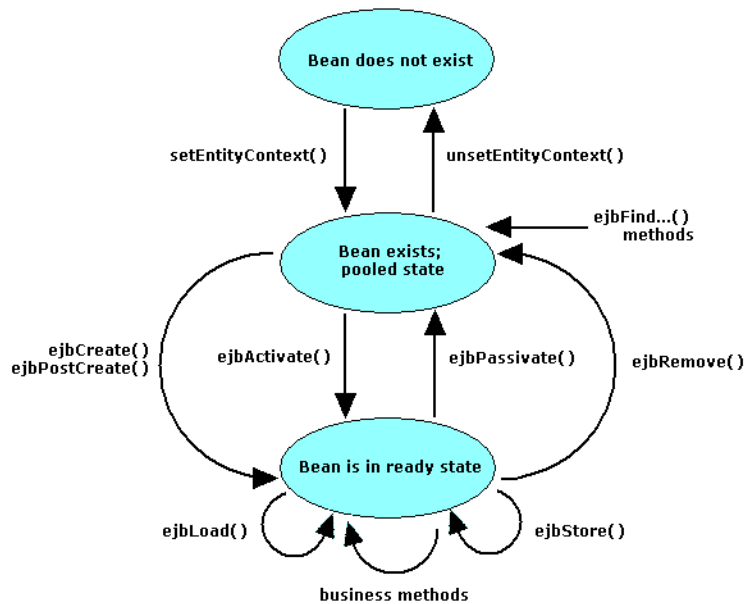 Bean does not exist
setEntityContext()
unsetEntityContext()
ejbFind...()
methods
Bean exists;
pooled state
ejbCreate()
ejbPostCreate()
ejbActivate()
ejbPassivate()
ejbRemove()
Bean is in ready state
ejbLoad()
ejbStore()
business methods